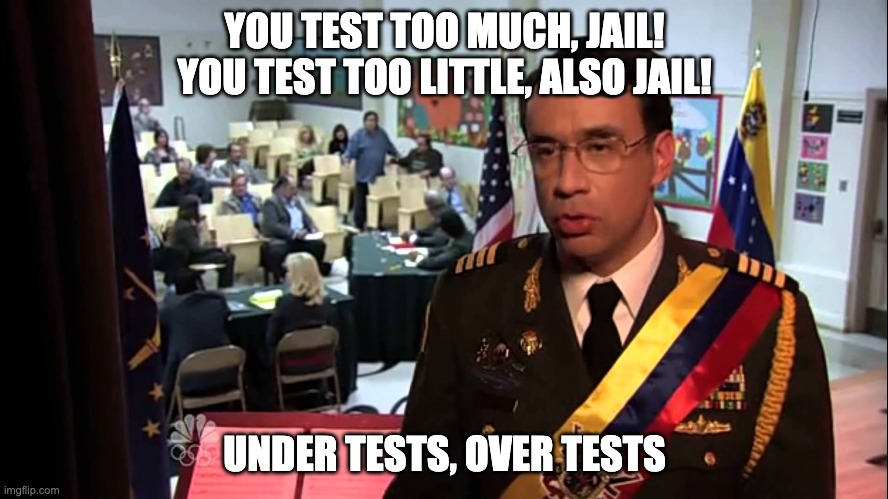 YOU TEST TOO MUCH, JAIL!
YOU TEST TOO LITTLE, ALSO JAIL!
UNDER TESTS, OVER TESTS
imgflip.com